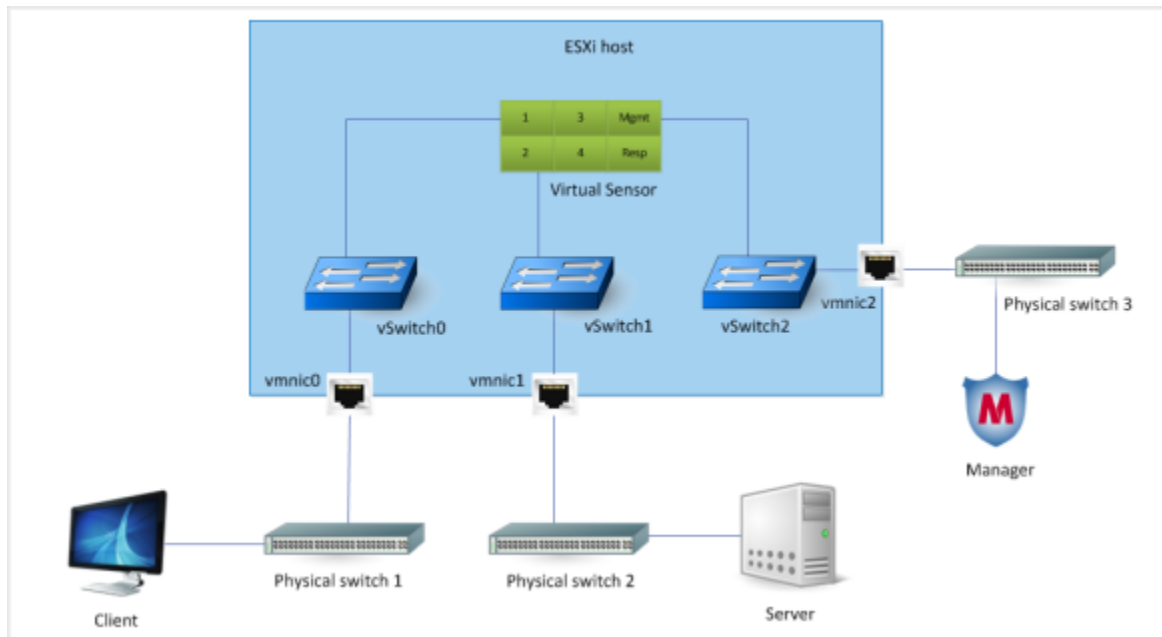 ESXi host
1
3
Mgmt
2
4
Resp
Virtual Sensor
vSwitch0
vSwitch1
vSwitch2
vmnic2
Physical switch 3
vmnic0
vmnic1
M
Manager
Physical switch 1
Physical switch 2
Client
Server